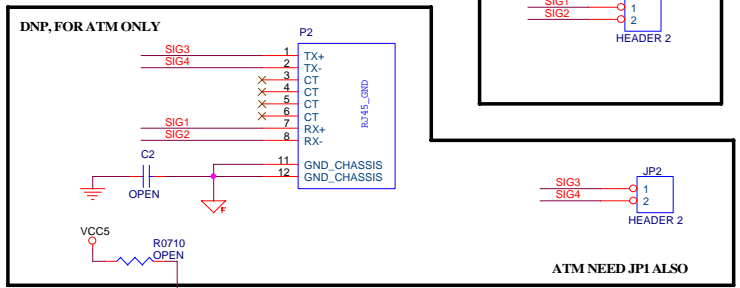 SIG1
SIG2
1
2
HEADER 2
DNP, FOR ATM ONLY
P2
SIG3
SIG4
SIG1
SIG2
1
2
3
4
5
6
7
8
11
12
TX+
TX-
CT
CT
CT
CT
RX+
RX-
GND_CHASSIS
GND_CHASSIS
RJ45_GND
C2
OPEN
F
VCC5
R0710
OPEN
JP2
SIG3
SIG4
1
2
HEADER 2
ATM NEED JP1 ALSO